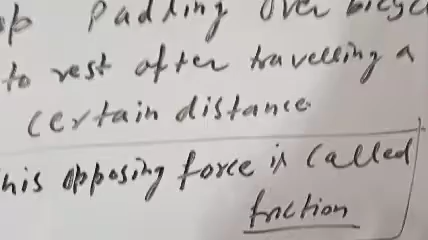 Padding over bicyc
to rest after travelling a
certain distance
his opposing force is called
friction